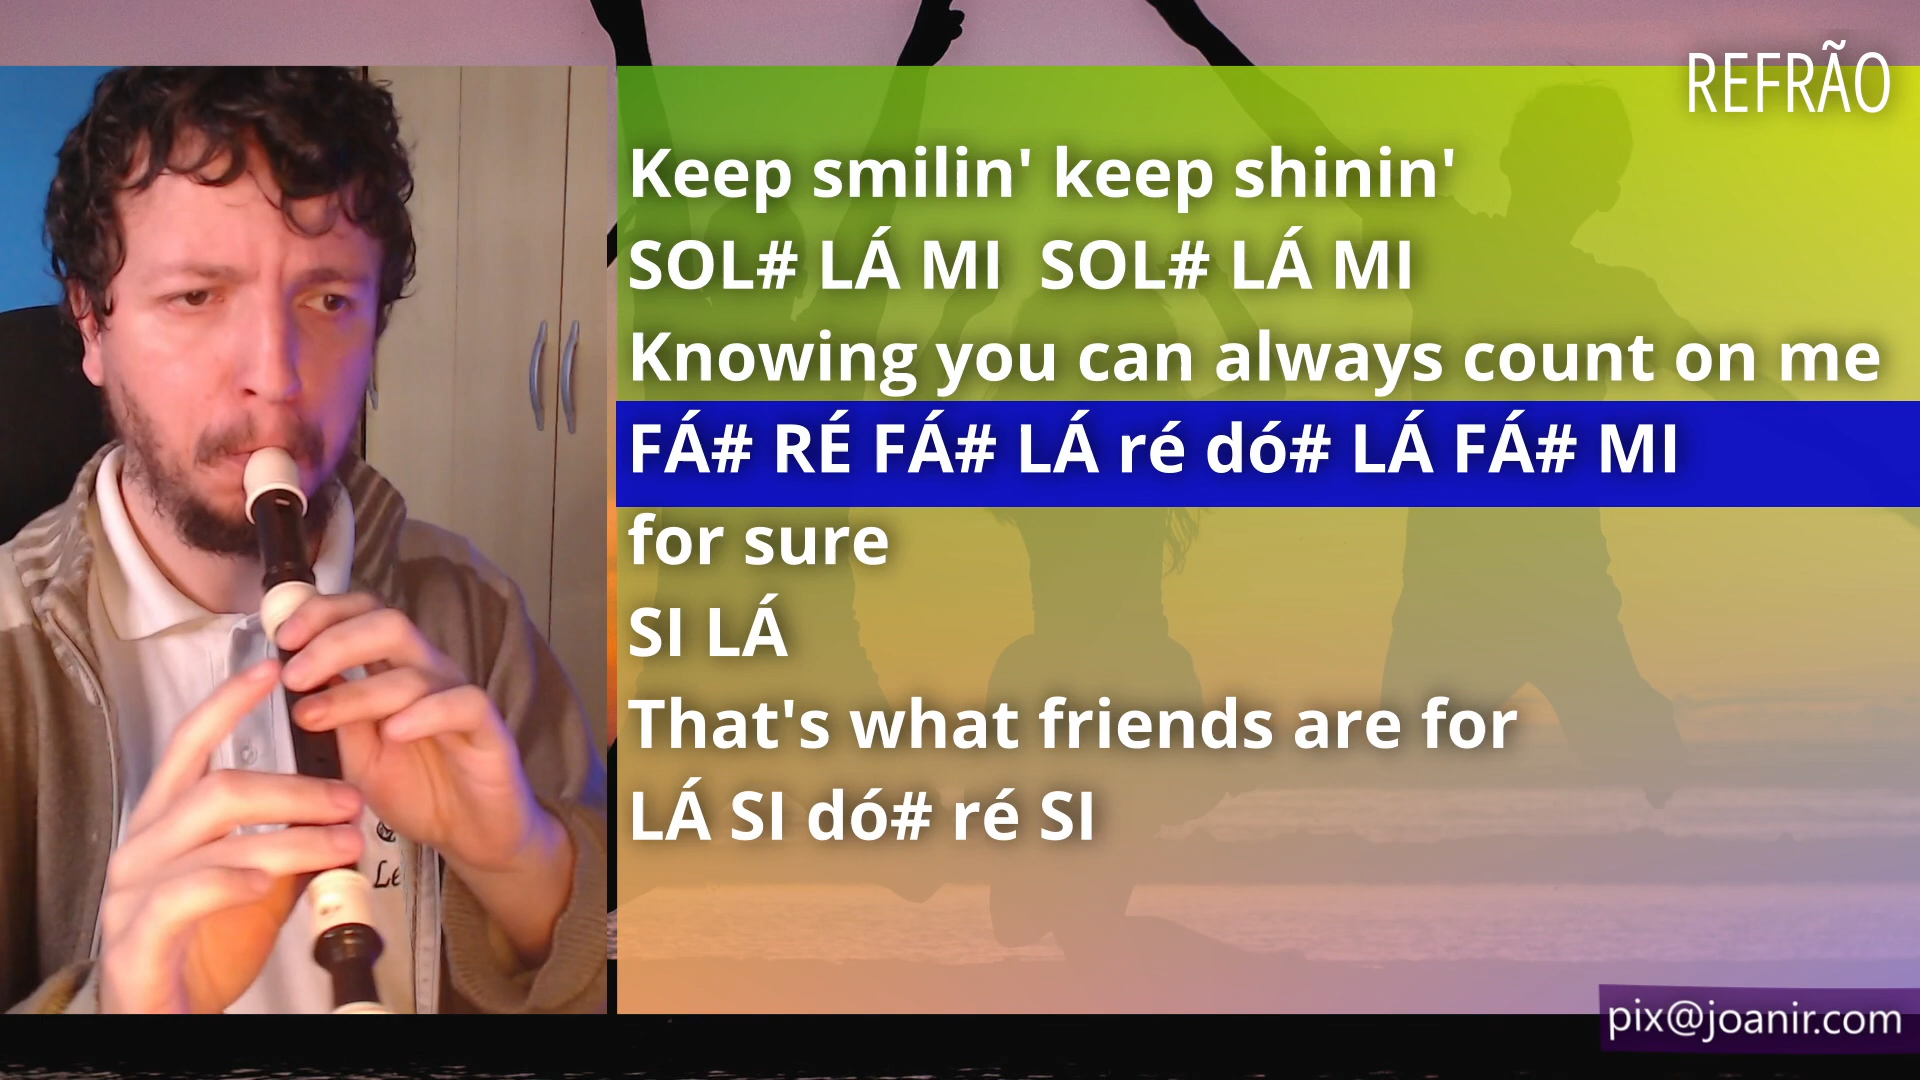 REFRÃO
Keep smilin' keep shinin'
SOL# LÁ MI  SOL# LÁ MI
Knowing you can always count on me
FÁ# RÉ FÁ# LÁ ré dó# LÁ FÁ# MI
for sure
SI LÁ
That's what friends are for
LÁ SI dó# ré SI
pix@joanir.com